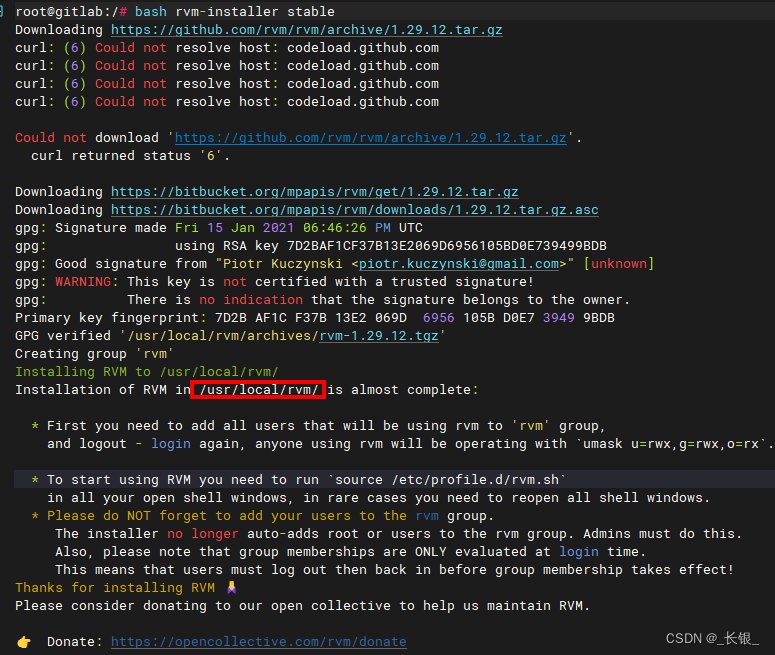 root@gitlab:/# bash rvm-installer stable
Downloading https://github.com/rvm/rvm/archive/1.29.12.tar.gz
curl: (6) Could not resolve host: codeload.github.com
curl: (6) Could not resolve host: codeload.github.com
curl: (6) Could not resolve host: codeload.github.com
curl: (6) Could not resolve host: codeload.github.com
Could not download 'https://github.com/rvm/rvm/archive/1.29.12.tar.gz'.
curl returned status '6'.
Downloading https://bitbucket.org/mpapis/rvm/get/1.29.12.tar.gz
Downloading https://bitbucket.org/mpapis/rvm/downloads/1.29.12.tar.gz.asc
gpg: Signature made Fri 15 Jan 2021 06:46:26 PM UTC
gpg: using RSA key 7D2BAF1CF37B13E2069D6956105BD0E739499BDB
gpg: Good signature from "Piotr Kuczynski <piotr.kuczynski@gmail.com>" [unknown]
gpg: WARNING: This key is not certified with a trusted signature!
gpg: There is no indication that the signature belongs to the owner.
Primary key fingerprint: 7D2B AF1C F37B 13E2 069D 6956 105B D0E7 3949 9BDB
GPG verified '/usr/local/rvm/archives/rvm-1.29.12.tgz'
Creating group 'rvm'
Installing RVM to /usr/local/rvm/
Installation of RVM in /usr/local/rvm/ is almost complete:
* First you need to add all users that will be using rvm to 'rvm' group,
and logout - login again, anyone using rvm will be operating with `umask u=rwx,g=rwx,o=rx`.
* To start using RVM you need to run `source /etc/profile.d/rvm.sh`
in all your open shell windows, in rare cases you need to reopen all shell windows.
* Please do NOT forget to add your users to the rvm group.
The installer no longer auto-adds root or users to the rvm group. Admins must do this.
Also, please note that group memberships are ONLY evaluated at login time.
This means that users must log out then back in before group membership takes effect!
Thanks for installing RVM 🙏
Please consider donating to our open collective to help us maintain RVM.
👉 Donate: https://opencollective.com/rvm/donate
CSDN @_长银_